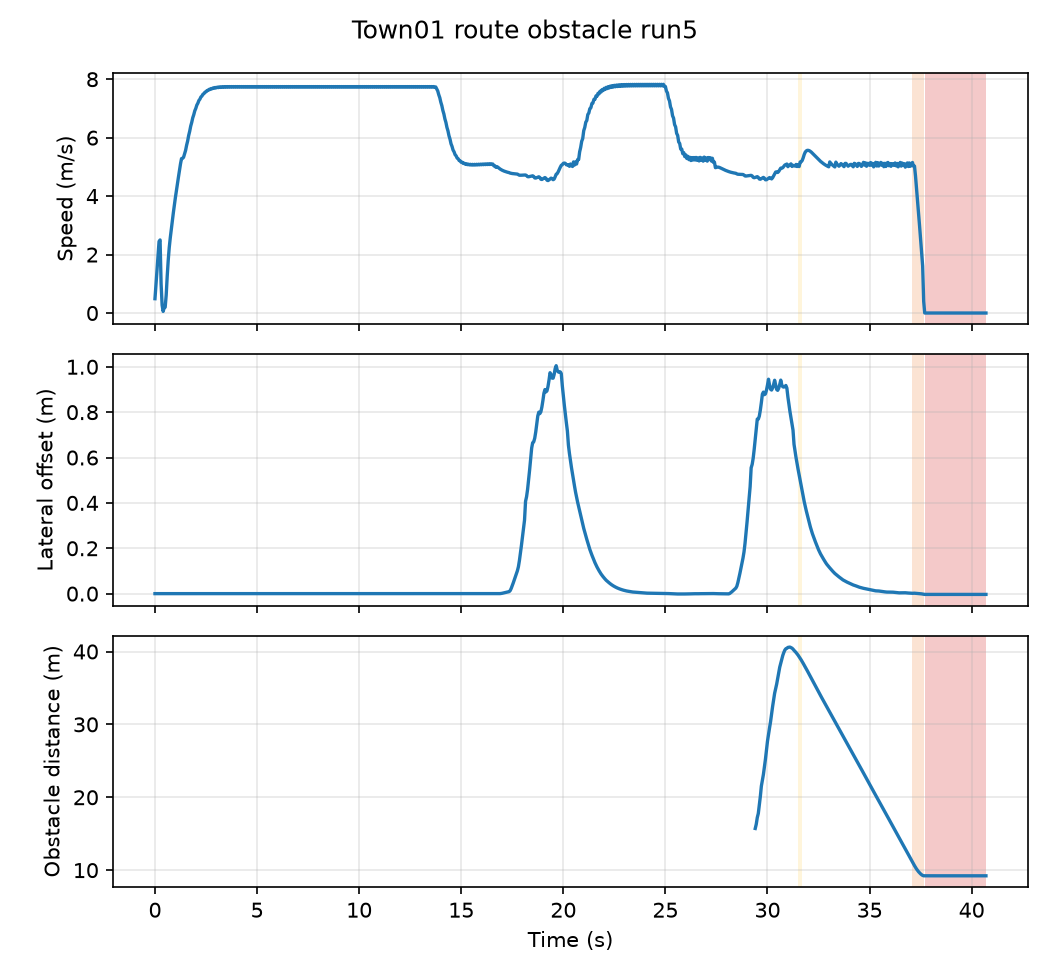 Town01 route obstacle run5
Speed (m/s)
8
6
4
2
0
Lateral offset (m)
1.0
0.8
0.6
0.4
0.2
0.0
Obstacle distance (m)
40
30
20
10
0 5 10 15 20 25 30 35 40
Time (s)